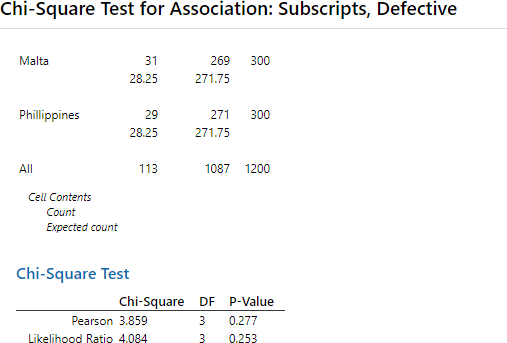 Chi-Square Test for Association: Subscripts, Defective
Malta 31 269 300
28.25 271.75
Phillippines 29 271 300
28.25 271.75
All 113 1087 1200
Cell Contents
Count
Expected count
Chi-Square Test
Chi-Square DF P-Value
Pearson 3.859 3 0.277
Likelihood Ratio 4.084 3 0.253